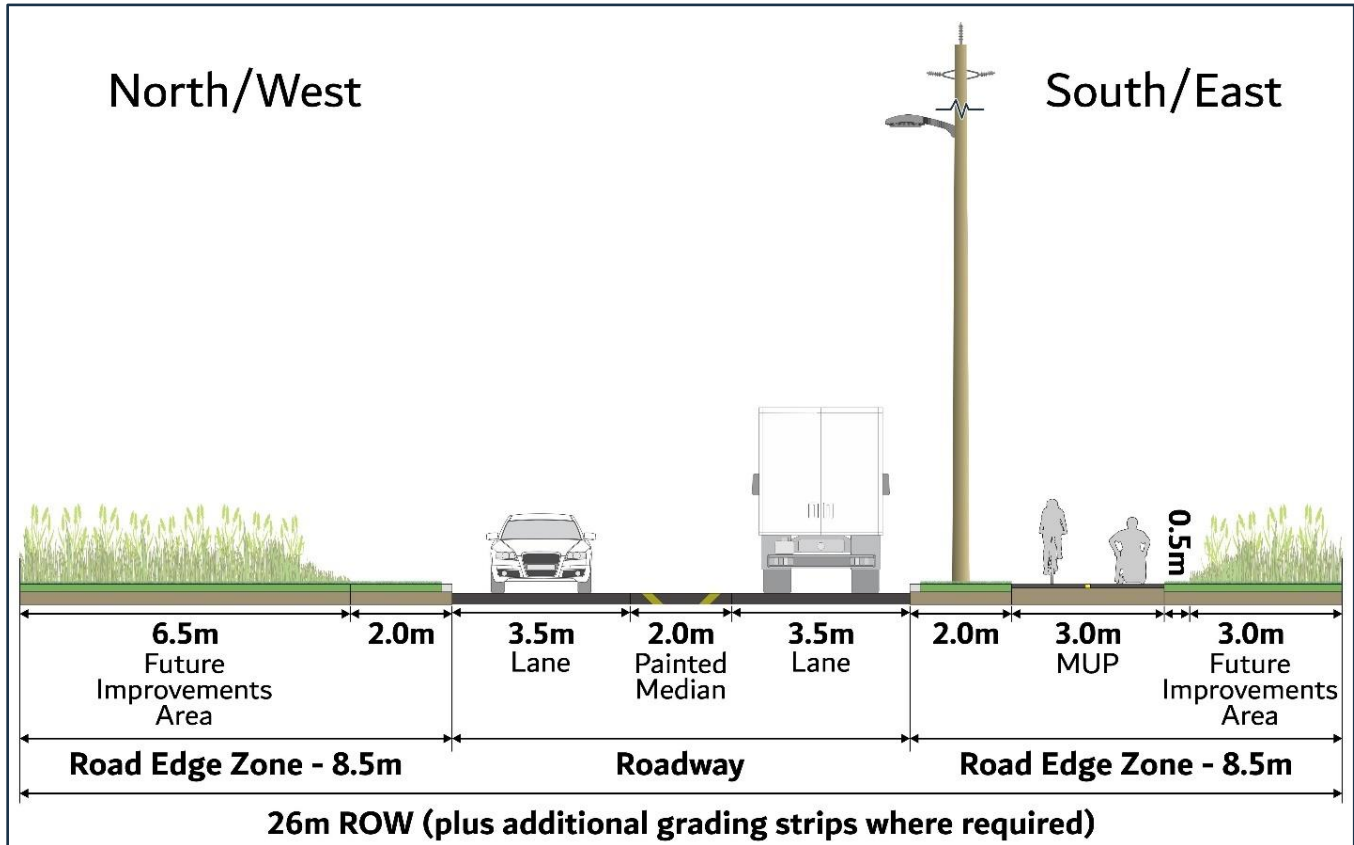 North/West
South/East
0.5m
6.5m
Future
Improvements
Area
2.0m
3.5m
Lane
2.0m
Painted
Median
3.5m
Lane
2.0m
3.0m
MUP
3.0m
Future
Improvements
Area
Road Edge Zone - 8.5m
Roadway
Road Edge Zone - 8.5m
26m ROW (plus additional grading strips where required)